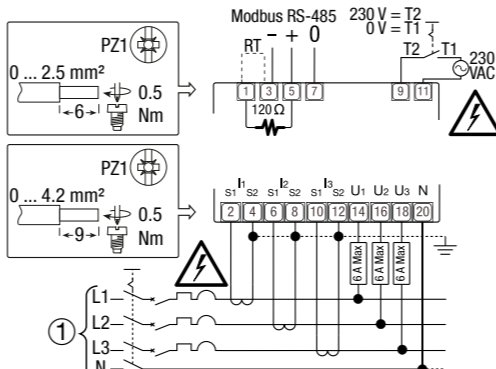 PZ1
0 ... 2.5 mm²
6
0.5
Nm
Modbus RS-485
RT
– + 0
1 3 5 7
120 Ω
230 V = T2
0 V = T1
T2 T1
230
VAC
9 11
PZ1
0 ... 4.2 mm²
9
0.5
Nm
S1 I1 S2 S1 I2 S2 S1 I3 S2 U1 U2 U3 N
2 4 6 8 10 12 14 16 18 20
6 A Max 6 A Max 6 A Max
1
L1
L2
L3
N